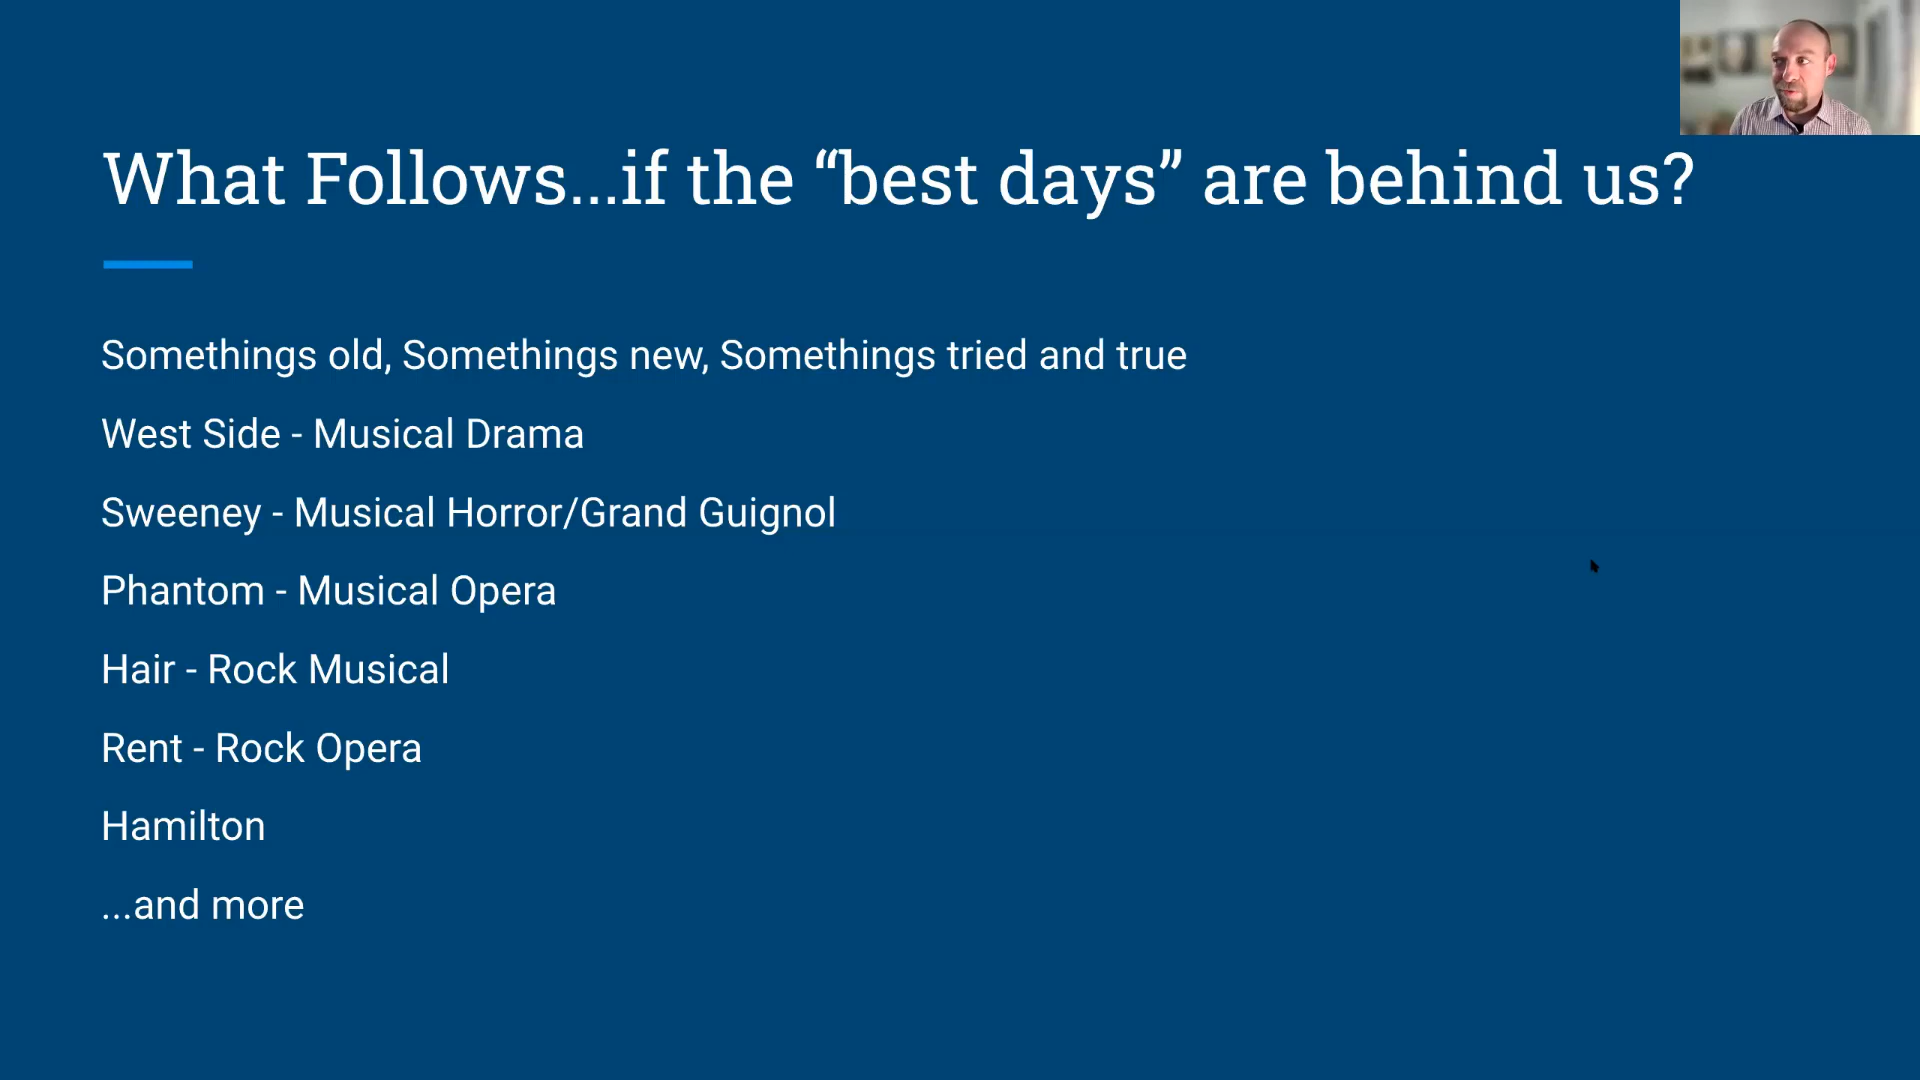 What Follows...if the “best days” are behind us?
Somethings old, Somethings new, Somethings tried and true
West Side - Musical Drama
Sweeney - Musical Horror/Grand Guignol
Phantom - Musical Opera
Hair - Rock Musical
Rent - Rock Opera
Hamilton
...and more